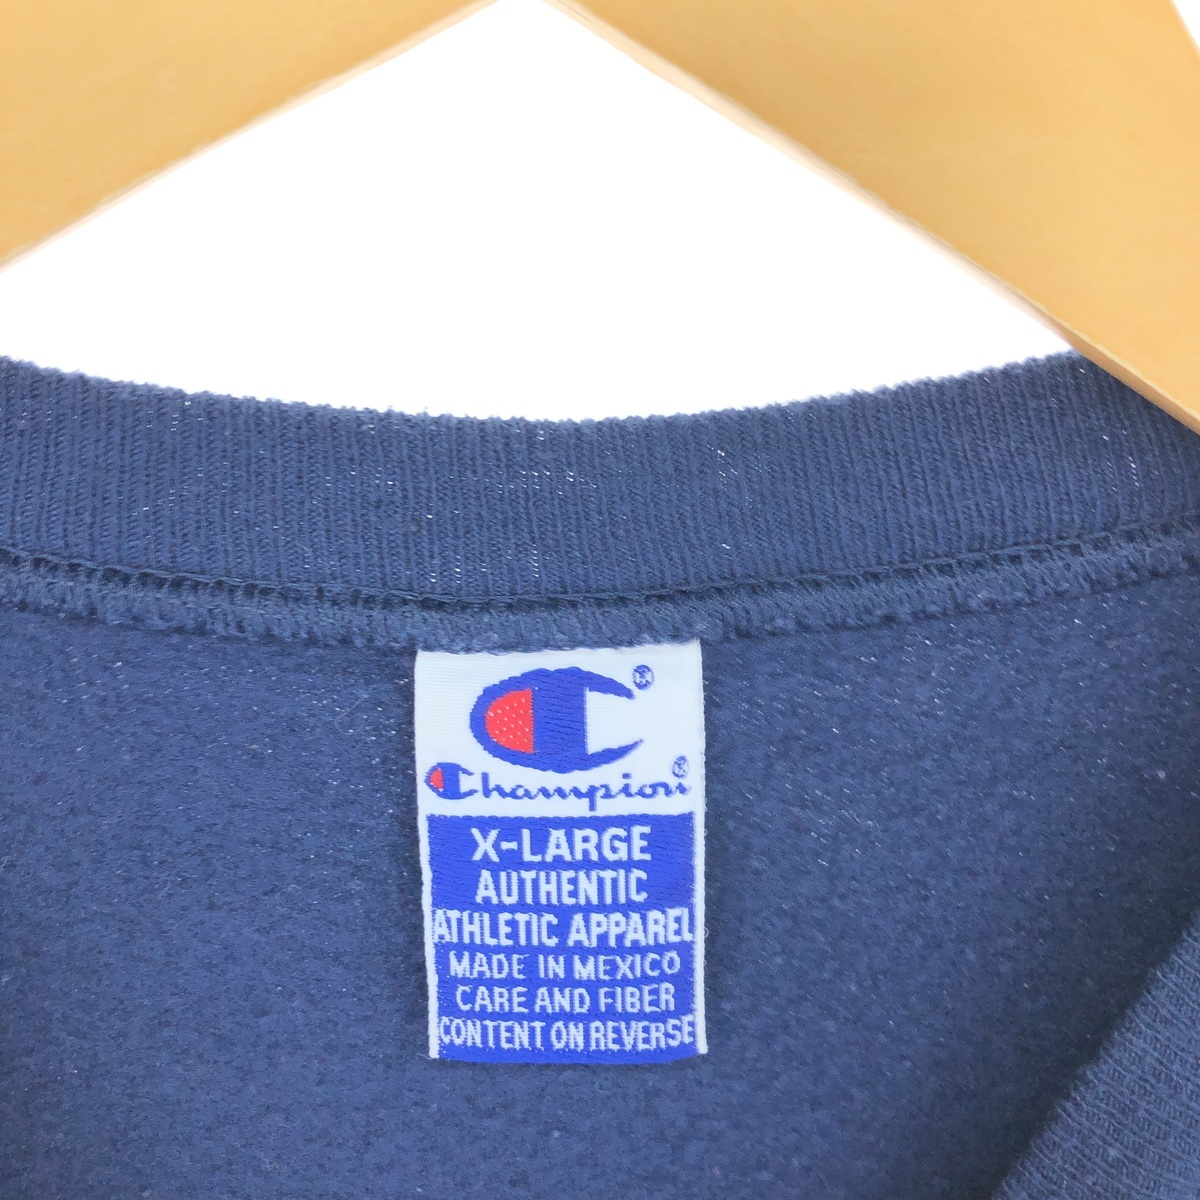 Champion
X-LARGE
AUTHENTIC
ATHLETIC APPAREL
MADE IN MEXICO
CARE AND FIBER
CONTENT ON REVERSE